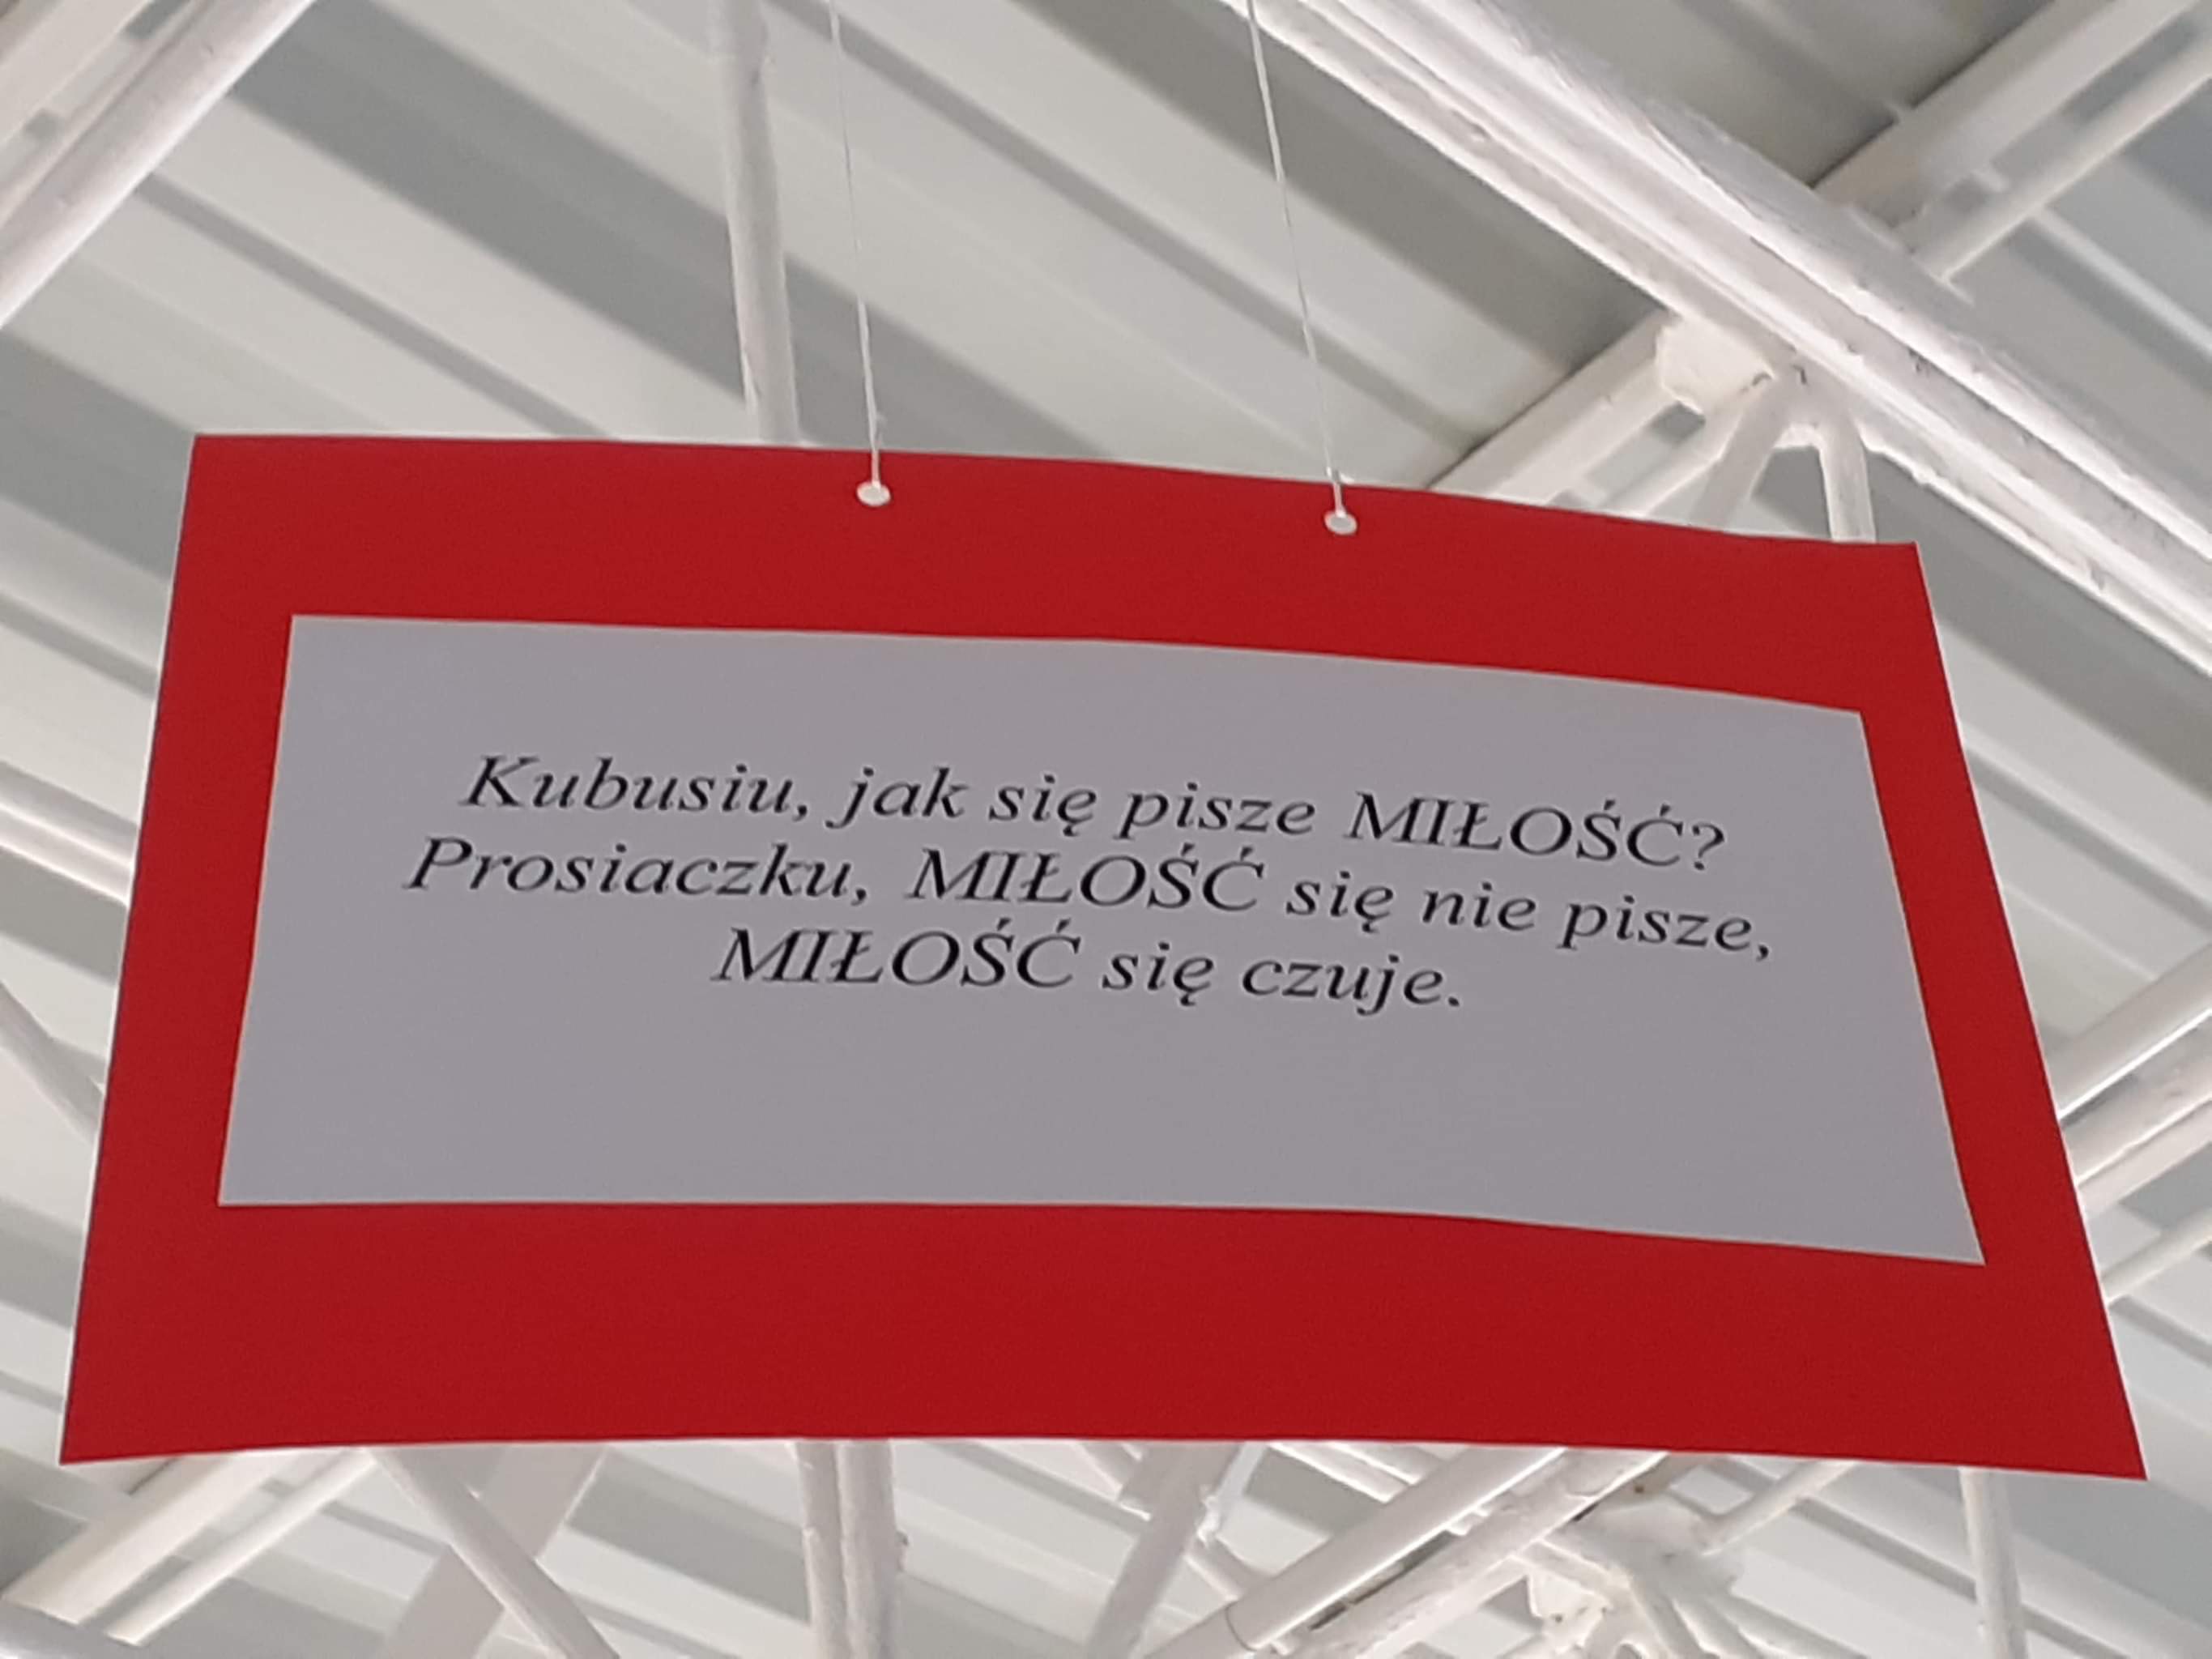 Kubusiu, jak się pisze MIŁOŚĆ?
Prosiaczku, MIŁOŚĆ się nie pisze,
MIŁOŚĆ się czuje.